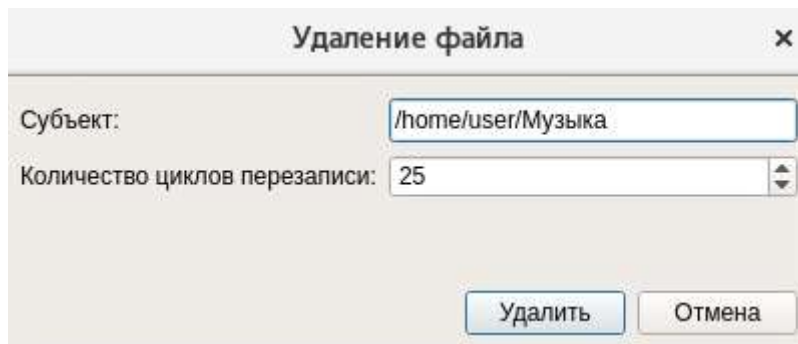 Удаление файла
Субъект: /home/user/Музыка
Количество циклов перезаписи: 25
Удалить Отмена